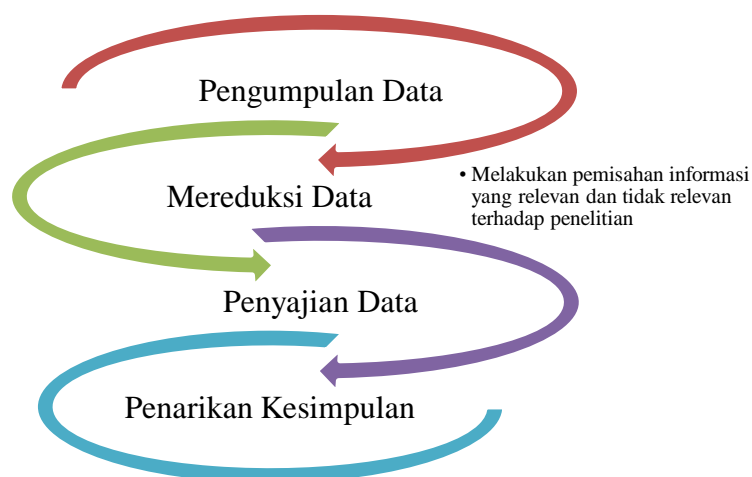 Pengumpulan Data
Mereduksi Data
• Melakukan pemisahan informasi
yang relevan dan tidak relevan
terhadap penelitian
Penyajian Data
Penarikan Kesimpulan